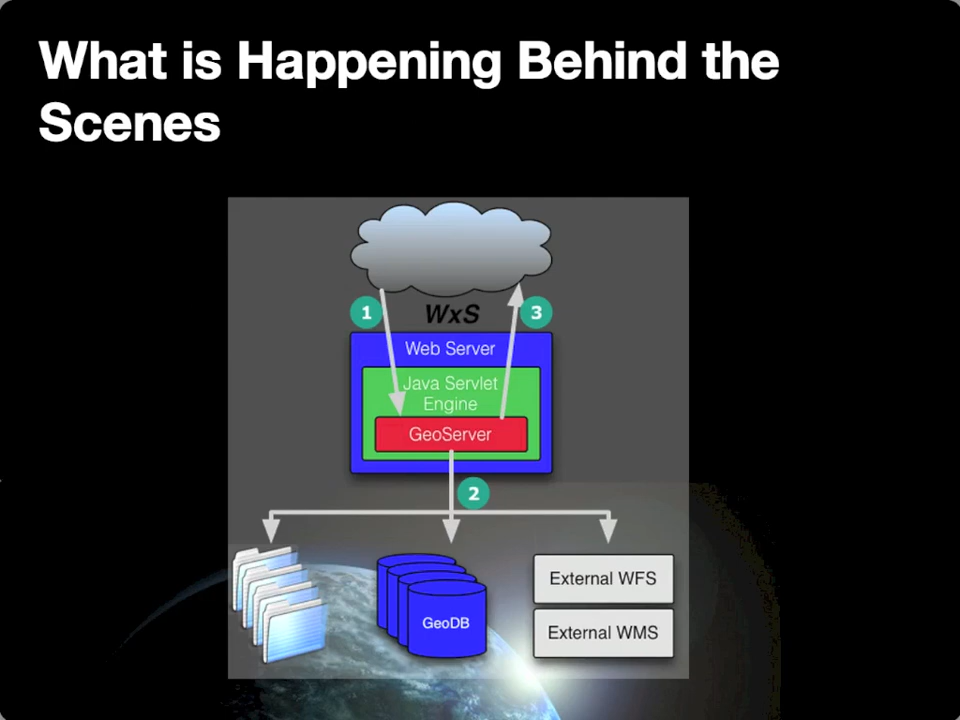 What is Happening Behind the
Scenes
1
WxS
3
Web Server
Java Servlet
Engine
GeoServer
2
GeoDB
External WFS
External WMS